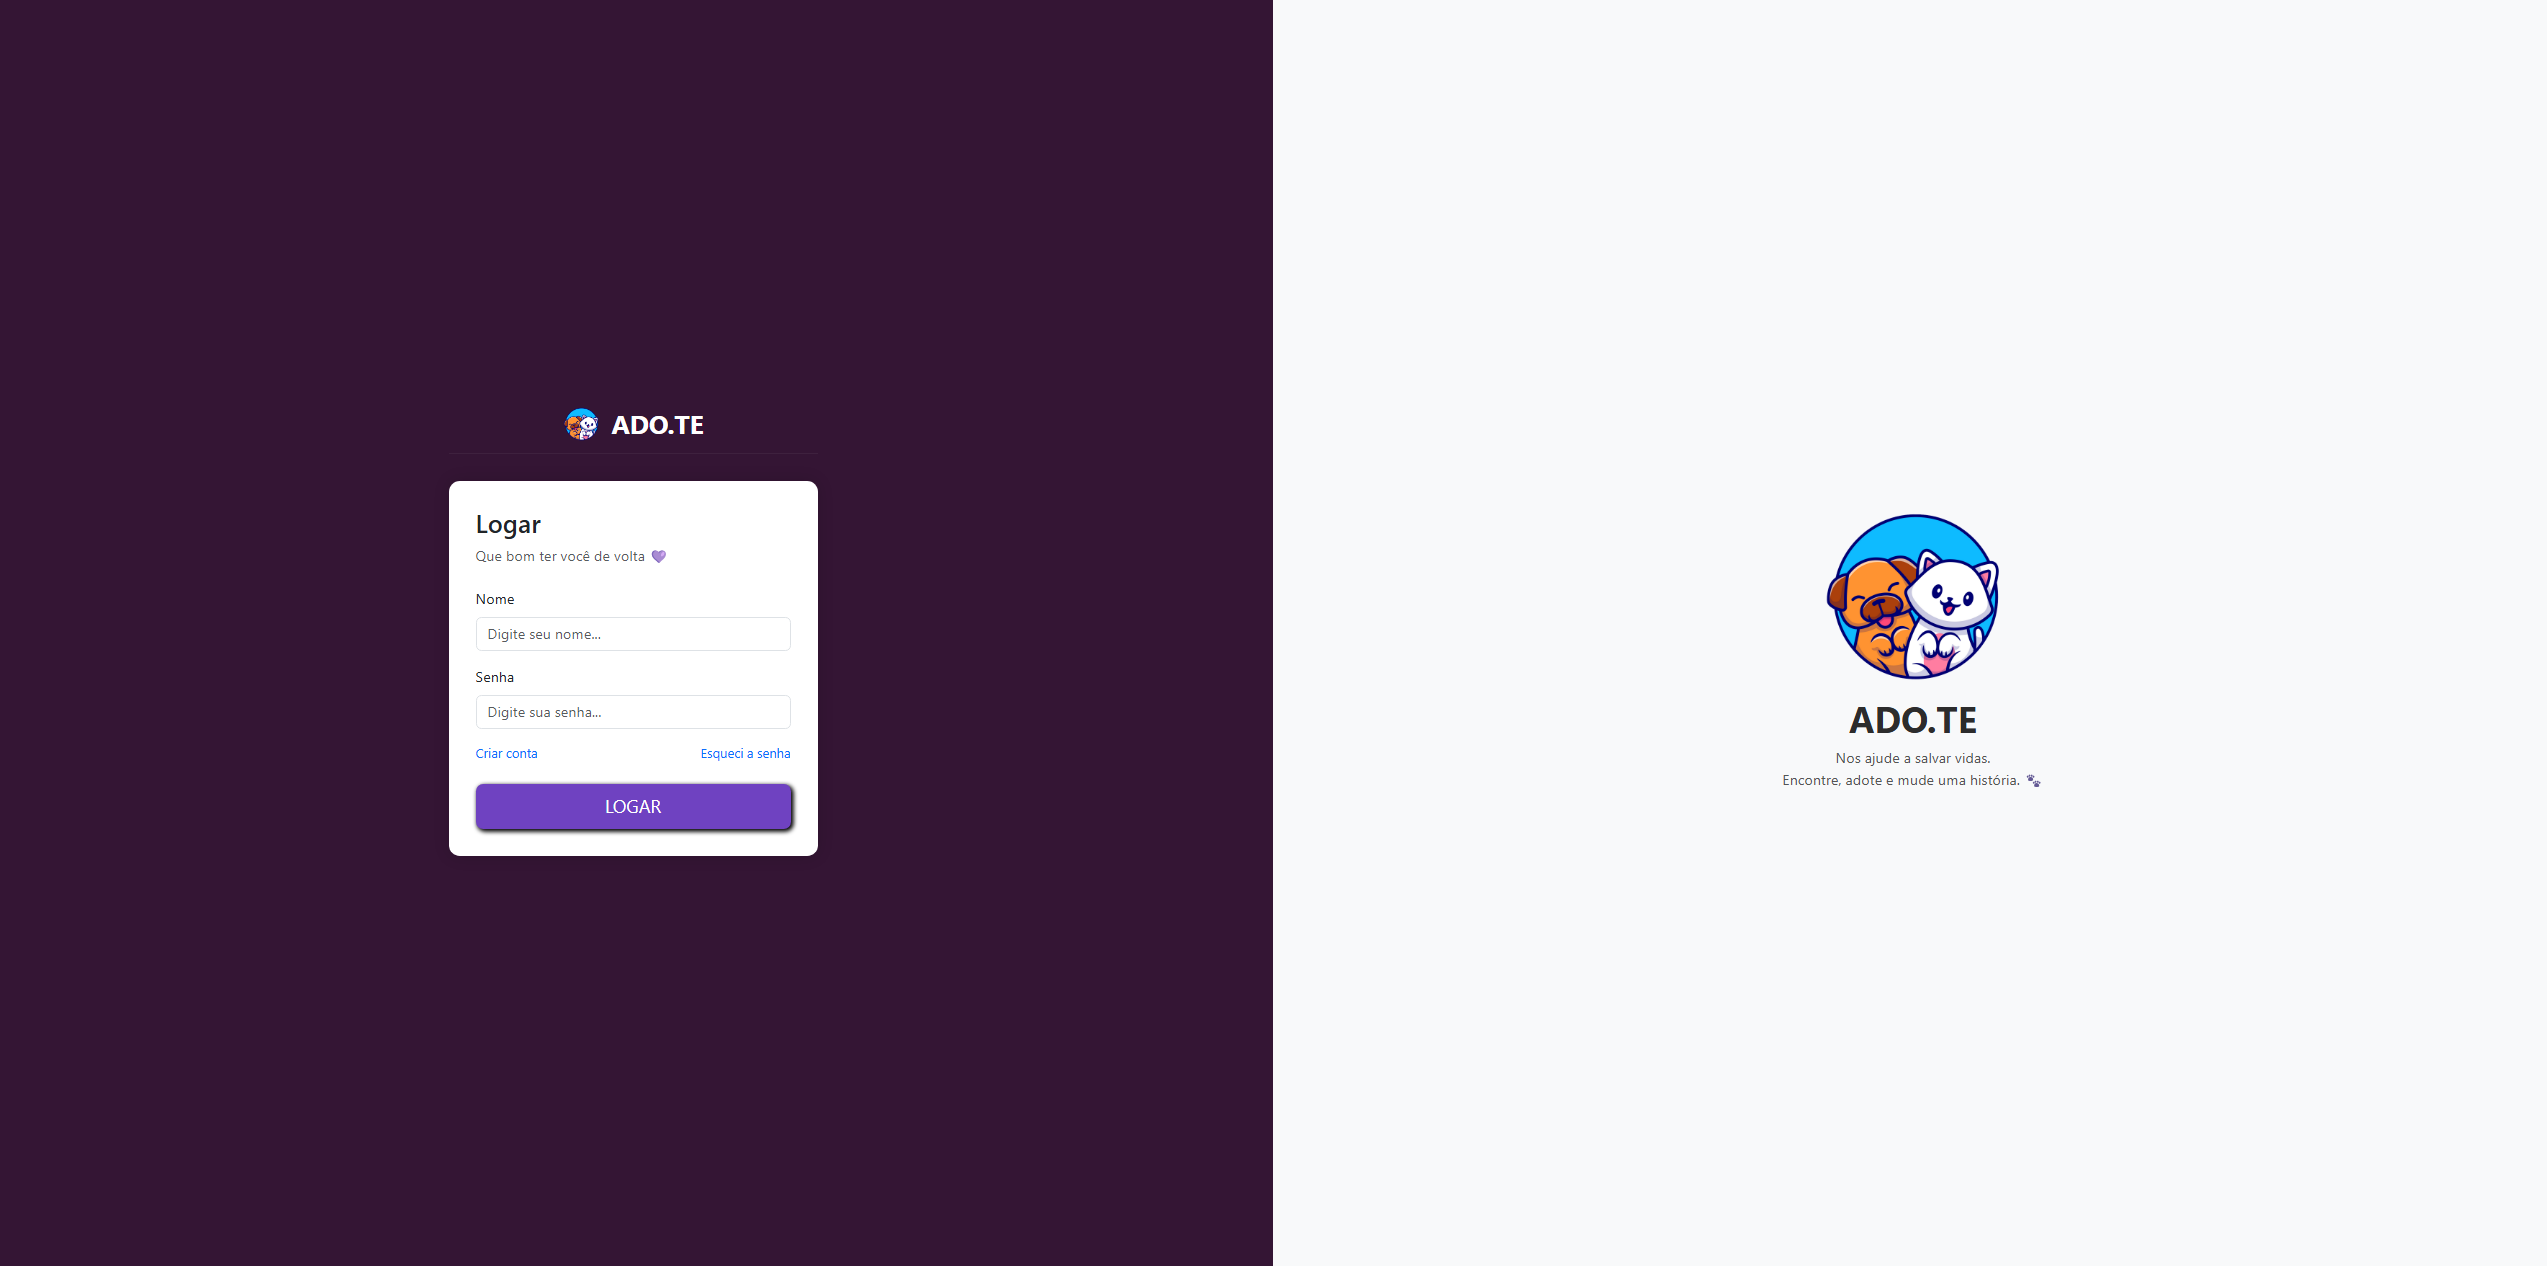 ADO.TE
Logar
Que bom ter você de volta 💜
Nome
Digite seu nome...
Senha
Digite sua senha...
Criar conta
Esqueci a senha
LOGAR
ADO.TE
Nos ajude a salvar vidas.
Encontre, adote e mude uma história. 🐾